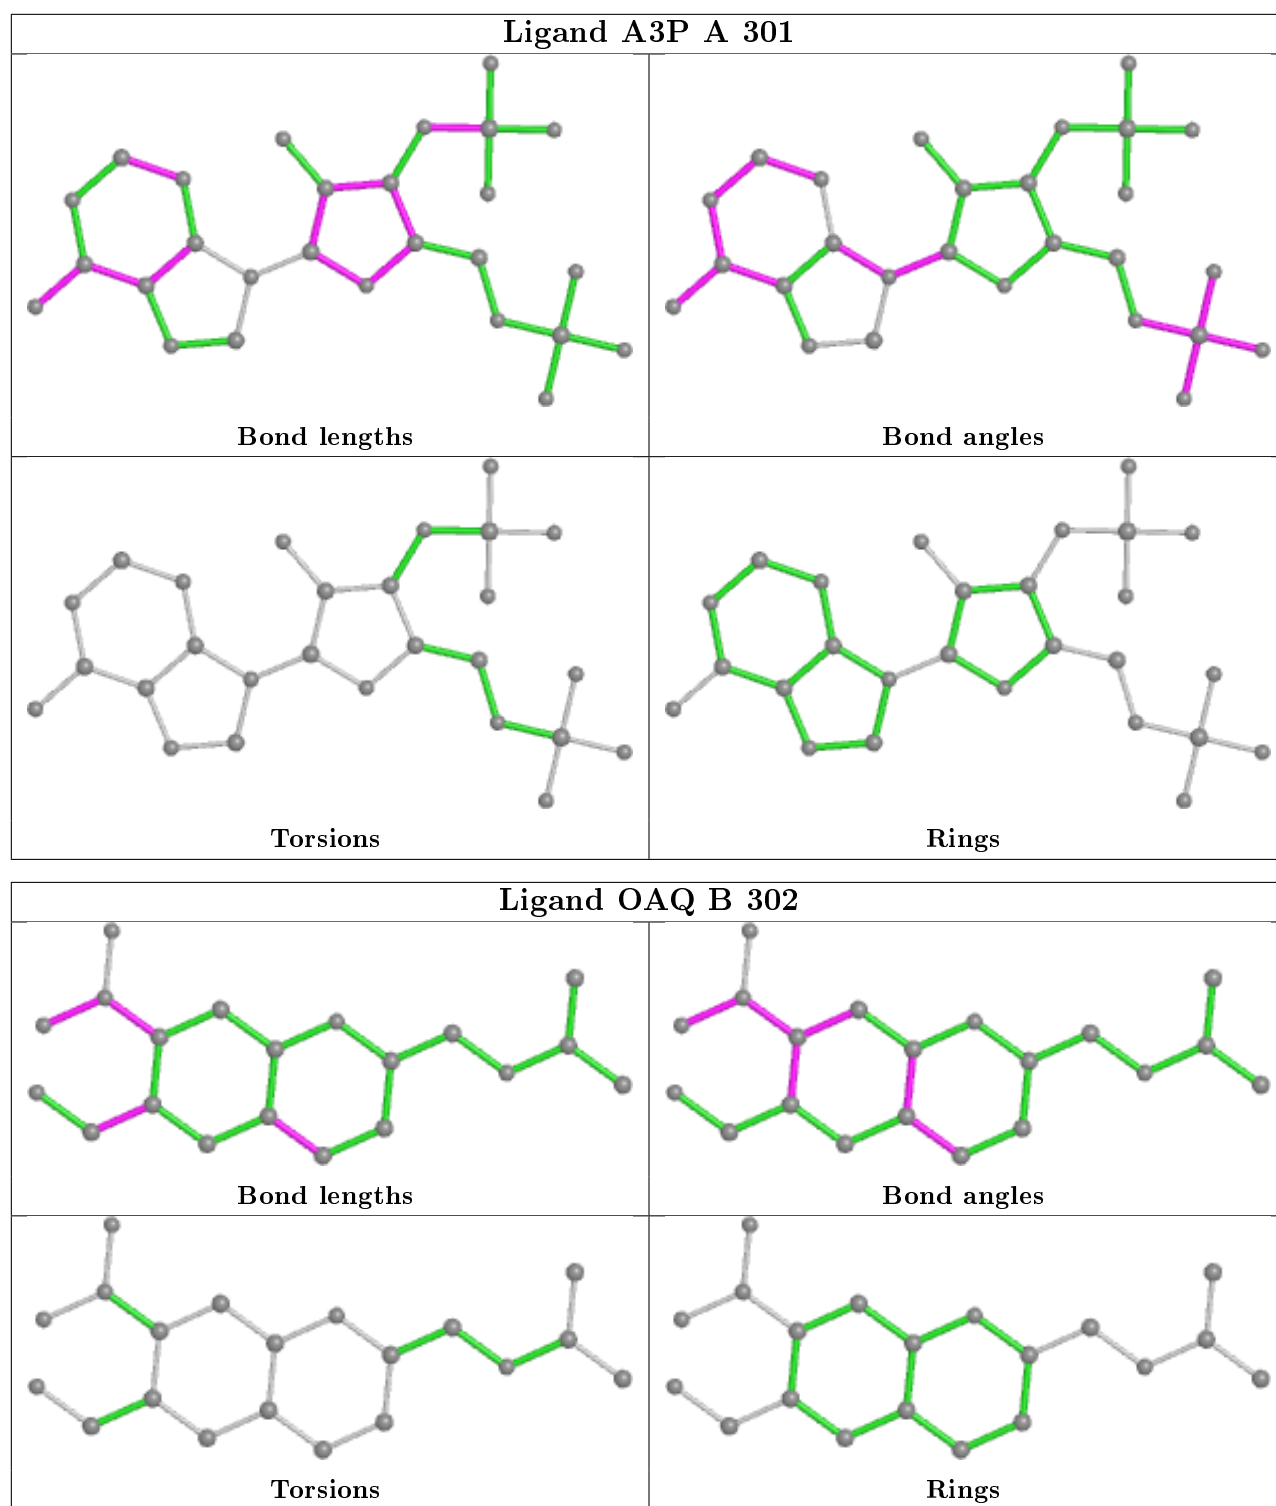 Ligand A3P A 301
Bond lengths
Bond angles
Torsions
Rings
Ligand OAQ B 302
Bond lengths
Bond angles
Torsions
Rings